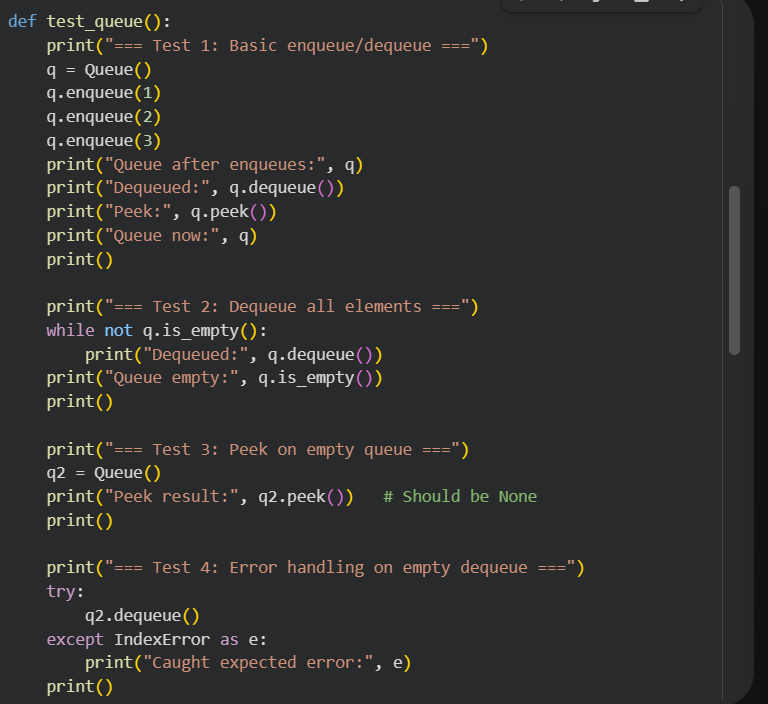 def test_queue():
    print("=== Test 1: Basic enqueue/dequeue ===")
    q = Queue()
    q.enqueue(1)
    q.enqueue(2)
    q.enqueue(3)
    print("Queue after enqueues:", q)
    print("Dequeued:", q.dequeue())
    print("Peek:", q.peek())
    print("Queue now:", q)
    print()

    print("=== Test 2: Dequeue all elements ===")
    while not q.is_empty():
        print("Dequeued:", q.dequeue())
    print("Queue empty:", q.is_empty())
    print()

    print("=== Test 3: Peek on empty queue ===")
    q2 = Queue()
    print("Peek result:", q2.peek())   # Should be None
    print()

    print("=== Test 4: Error handling on empty dequeue ===")
    try:
        q2.dequeue()
    except IndexError as e:
        print("Caught expected error:", e)
    print()